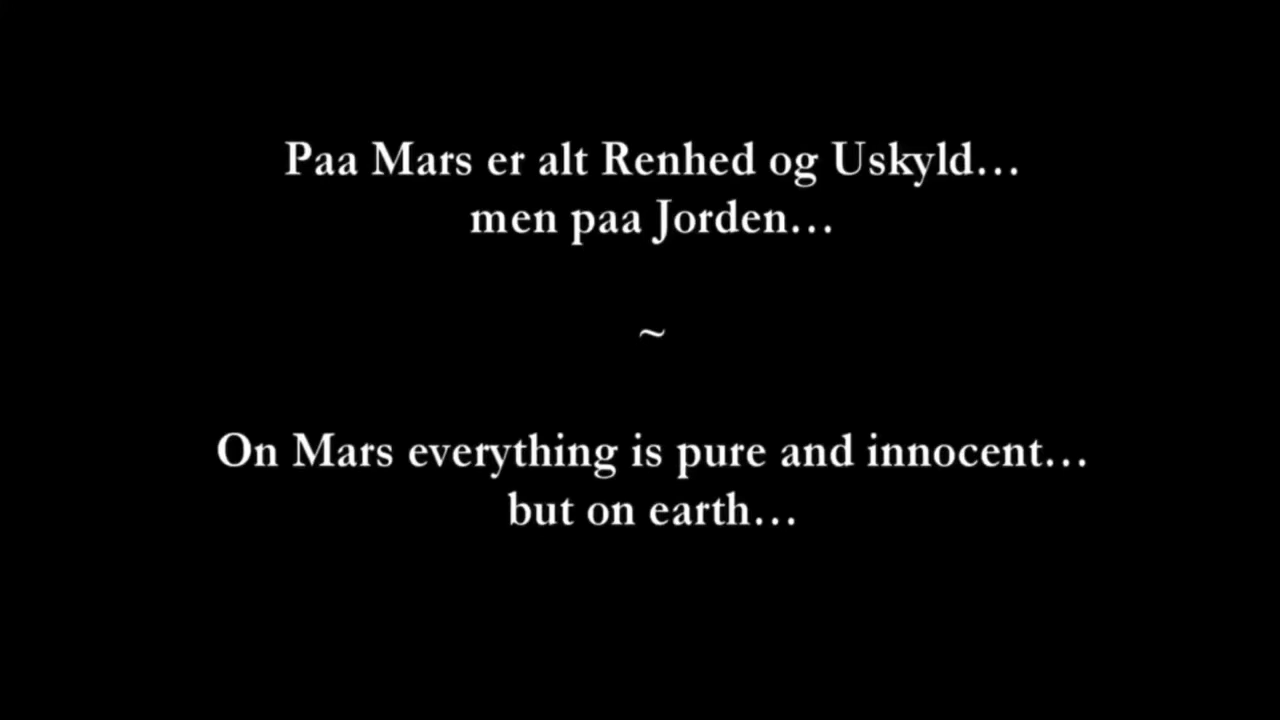 Paa Mars er alt Renhed og Uskyld...
men paa Jorden...
~
On Mars everything is pure and innocent...
but on earth...